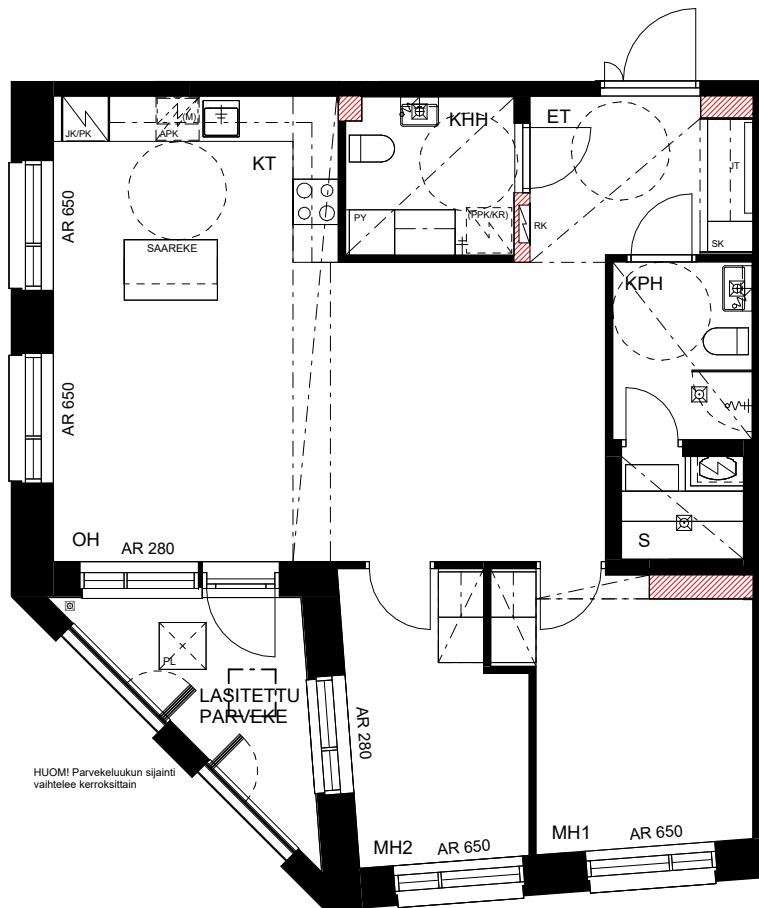 JK/PK
APK
(M)
KT
KHH
ET
JT
SK
PY
(PPK/KR)
RK
AR 650
SAAREKE
KPH
AR 650
OH
AR 280
S
PL
LASITETTU
PARVEKE
AR 280
HUOM! Parvekeluukun sijainti
vaihtelee kerroksittain
MH2
AR 650
MH1
AR 650